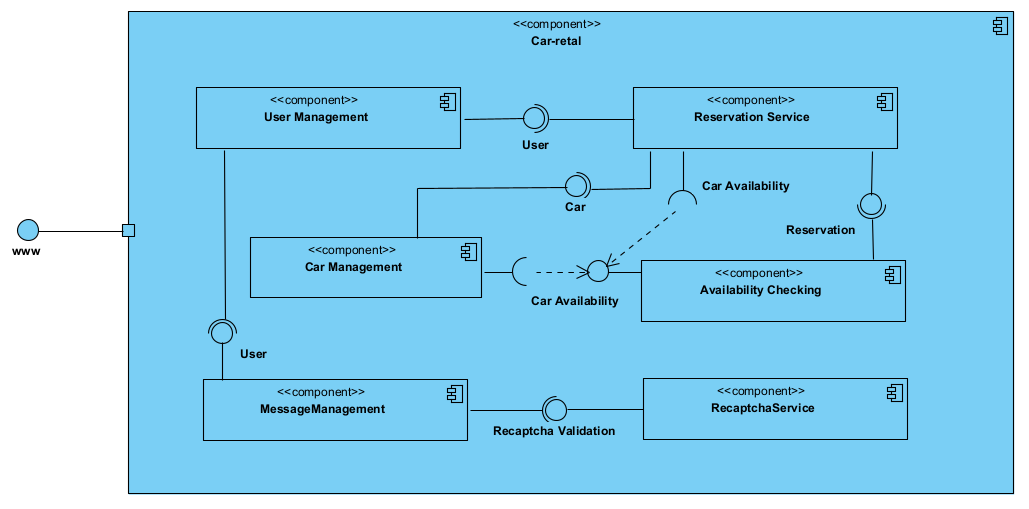 <<component>>
Car-retal
<<component>>
User Management
<<component>>
Reservation Service
User
Car Availability
Car
Reservation
www
<<component>>
Car Management
<<component>>
Availability Checking
Car Availability
User
<<component>>
MessageManagement
<<component>>
RecaptchaService
Recaptcha Validation